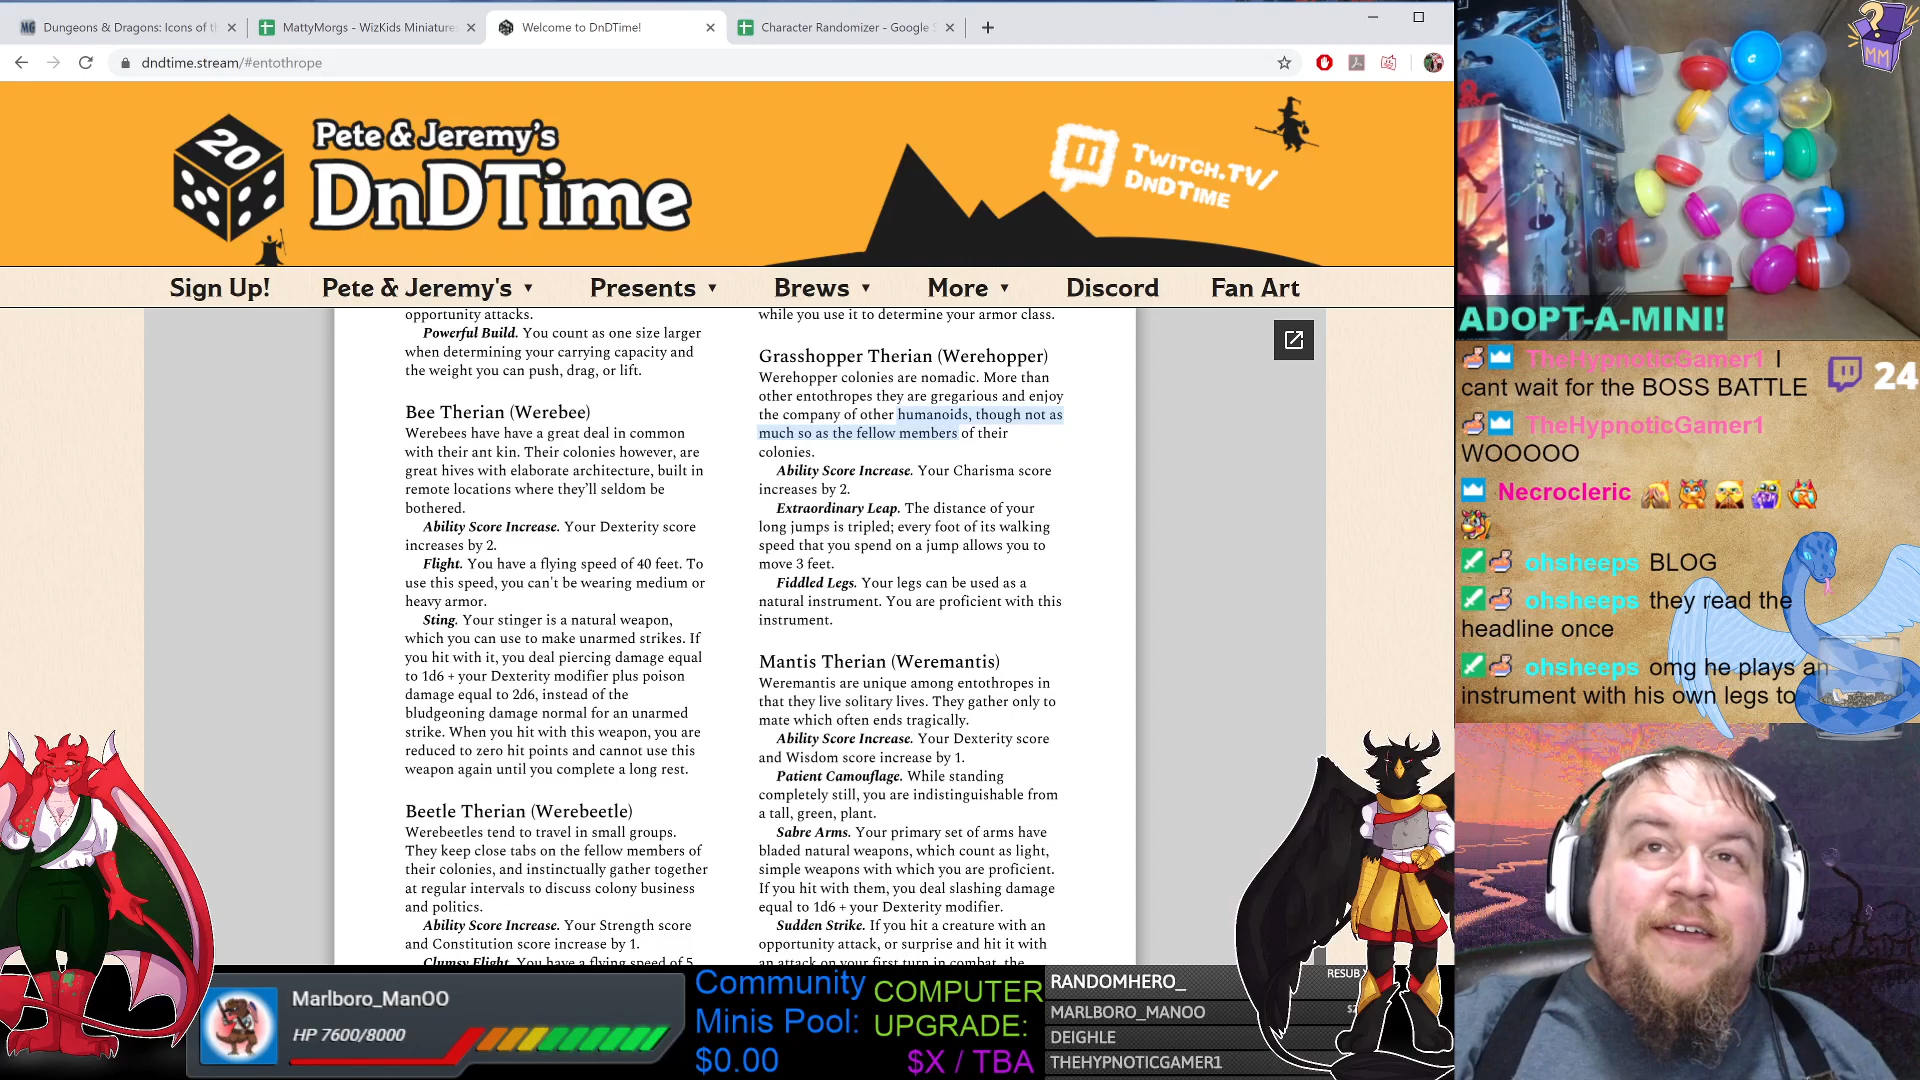 Dungeons & Dragons: Icons of th
MattyMorgs - WizKids Miniature
Welcome to DnDTime!
Character Randomizer - Google S
dndtime.stream/#entothrope
20
Pete & Jeremy's
DnDTime
Twitch.TV/
DnDTime
Sign Up!
Pete & Jeremy's
Presents
Brews
More
Discord
Fan Art
opportunity attacks.
Powerful Build. You count as one size larger
when determining your carrying capacity and
the weight you can push, drag, or lift.
Bee Therian (Werebee)
Werebees have have a great deal in common
with their ant kin. Their colonies however, are
great hives with elaborate architecture, built in
remote locations where they'll seldom be
bothered.
Ability Score Increase. Your Dexterity score
increases by 2.
Flight. You have a flying speed of 40 feet. To
use this speed, you can't be wearing medium or
heavy armor.
Sting. Your stinger is a natural weapon,
which you can use to make unarmed strikes. If
you hit with it, you deal piercing damage equal
to 1d6 + your Dexterity modifier plus poison
damage equal to 2d6, instead of the
bludgeoning damage normal for an unarmed
strike. When you hit with this weapon, you are
reduced to zero hit points and cannot use this
weapon again until you complete a long rest.
Beetle Therian (Werebeetle)
Werebeetles tend to travel in small groups.
They keep close tabs on the fellow members of
their colonies, and instinctually gather together
at regular intervals to discuss colony business
and politics.
Ability Score Increase. Your Strength score
and Constitution score increase by 1.
Clumsy Flight. You have a flying speed of 5
while you use it to determine your armor class.
Grasshopper Therian (Werehopper)
Werehopper colonies are nomadic. More than
other entothropes they are gregarious and enjoy
the company of other humanoids, though not as
much so as the fellow members of their
colonies.
Ability Score Increase. Your Charisma score
increases by 2.
Extraordinary Leap. The distance of your
long jumps is tripled; every foot of its walking
speed that you spend on a jump allows you to
move 3 feet.
Fiddled Legs. Your legs can be used as a
natural instrument. You are proficient with this
instrument.
Mantis Therian (Weremantis)
Weremantis are unique among entothropes in
that they live solitary lives. They gather only to
mate which often ends tragically.
Ability Score Increase. Your Dexterity score
and Wisdom score increase by 1.
Patient Camouflage. While standing
completely still, you are indistinguishable from
a tall, green, plant.
Sabre Arms. Your primary set of arms have
bladed natural weapons, which count as light,
simple weapons with which you are proficient.
If you hit with them, you deal slashing damage
equal to 1d6 + your Dexterity modifier.
Sudden Strike. If you hit a creature with an
opportunity attack, or surprise and hit it with
an attack on your first turn in combat, the
MM
ADOPT-A-MINI!
TheHypnoticGamer1 I
cant wait for the BOSS BATTLE
24
TheHypnoticGamer1
WOOOOO
Necrocleric
ohsheeps BLOG
ohsheeps they read the
headline once
ohsheeps omg he plays an
instrument with his own legs to
Marlboro_Man00
HP 7600/8000
Community
Minis Pool:
$0.00
COMPUTER
UPGRADE:
$X / TBA
RANDOMHERO_
RESUB
MARLBORO_MANOO
DEIGHLE
THEHYPNOTICGAMER1